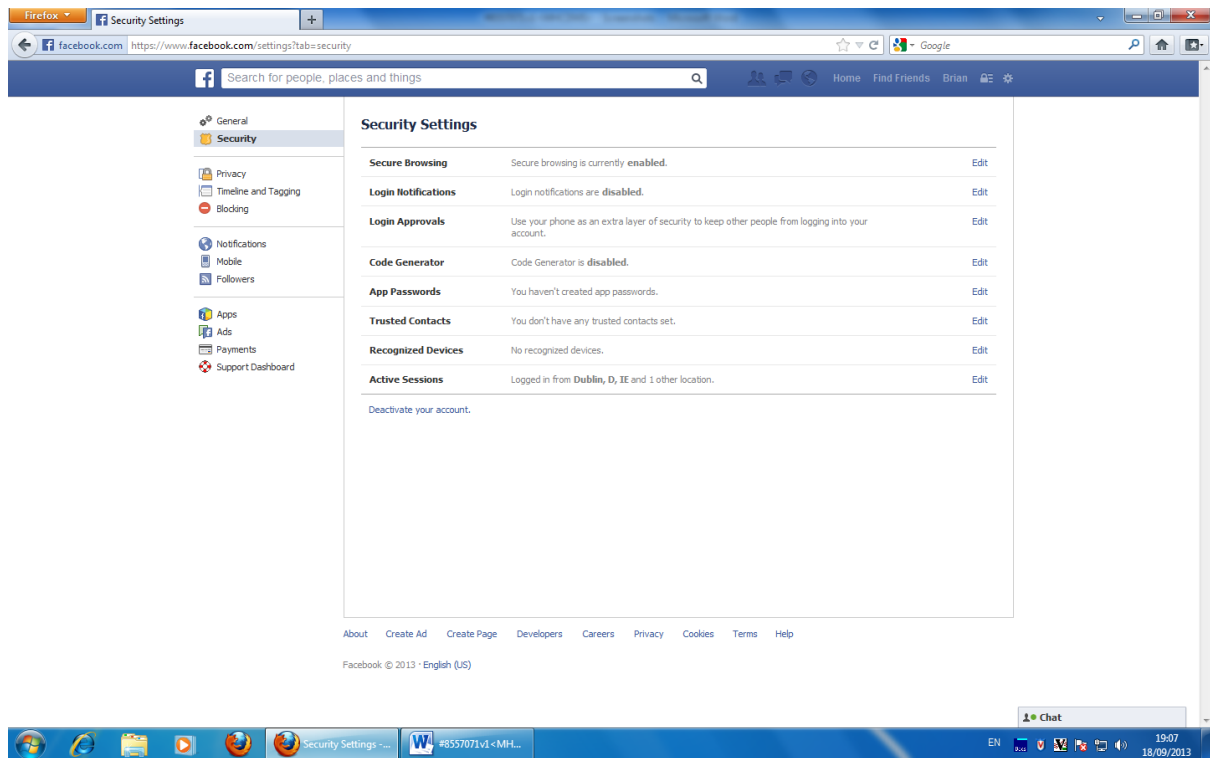 Firefox
Security Settings
facebook.com https://www.facebook.com/settings?tab=security
Google
Search for people, places and things
Home Find Friends Brian
General
Security
Privacy
Timeline and Tagging
Blocking
Notifications
Mobile
Followers
Apps
Ads
Payments
Support Dashboard
Security Settings
Secure Browsing Secure browsing is currently enabled. Edit
Login Notifications Login notifications are disabled. Edit
Login Approvals Use your phone as an extra layer of security to keep other people from logging into your Edit
account.
Code Generator Code Generator is disabled. Edit
App Passwords You haven't created app passwords. Edit
Trusted Contacts You don't have any trusted contacts set. Edit
Recognized Devices No recognized devices. Edit
Active Sessions Logged in from Dublin, D, IE and 1 other location. Edit
Deactivate your account.
About Create Ad Create Page Developers Careers Privacy Cookies Terms Help
Facebook © 2013 · English (US)
Chat
Security Settings -... #8557071v1<MH... EN 19:07
18/09/2013